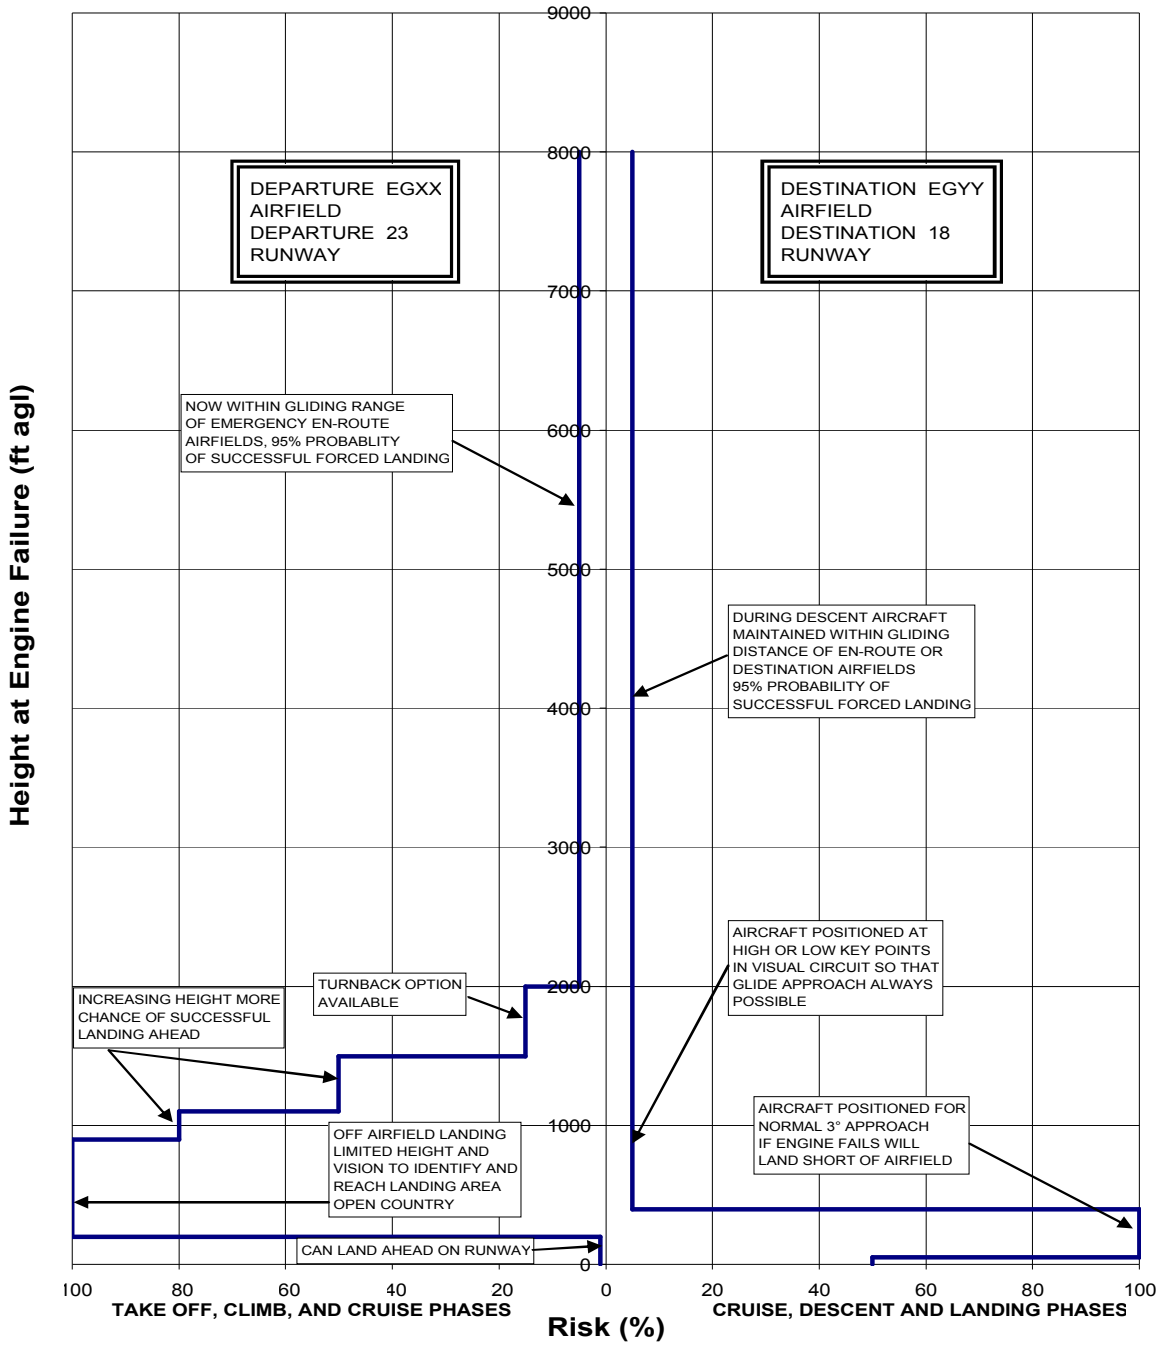 9000
8000
DEPARTURE EGXX
AIRFIELD
DEPARTURE 23
RUNWAY
DESTINATION EGYY
AIRFIELD
DESTINATION 18
RUNWAY
7000
NOW WITHIN GLIDING RANGE
OF EMERGENCY EN-ROUTE
AIRFIELDS, 95% PROBABLITY
OF SUCCESSFUL FORCED LANDING
6000
Height at Engine Failure (ft agl)
5000
DURING DESCENT AIRCRAFT
MAINTAINED WITHIN GLIDING
DISTANCE OF EN-ROUTE OR
DESTINATION AIRFIELDS
95% PROBABILITY OF
SUCCESSFUL FORCED LANDING
4000
3000
AIRCRAFT POSITIONED AT
HIGH OR LOW KEY POINTS
IN VISUAL CIRCUIT SO THAT
GLIDE APPROACH ALWAYS
POSSIBLE
TURNBACK OPTION
AVAILABLE
2000
INCREASING HEIGHT MORE
CHANCE OF SUCCESSFUL
LANDING AHEAD
OFF AIRFIELD LANDING
LIMITED HEIGHT AND
VISION TO IDENTIFY AND
REACH LANDING AREA
OPEN COUNTRY
1000
AIRCRAFT POSITIONED FOR
NORMAL 3° APPROACH
IF ENGINE FAILS WILL
LAND SHORT OF AIRFIELD
CAN LAND AHEAD ON RUNWAY
0
100 80 60 40 20 0 20 40 60 80 100
TAKE OFF, CLIMB, AND CRUISE PHASES
CRUISE, DESCENT AND LANDING PHASES
Risk (%)